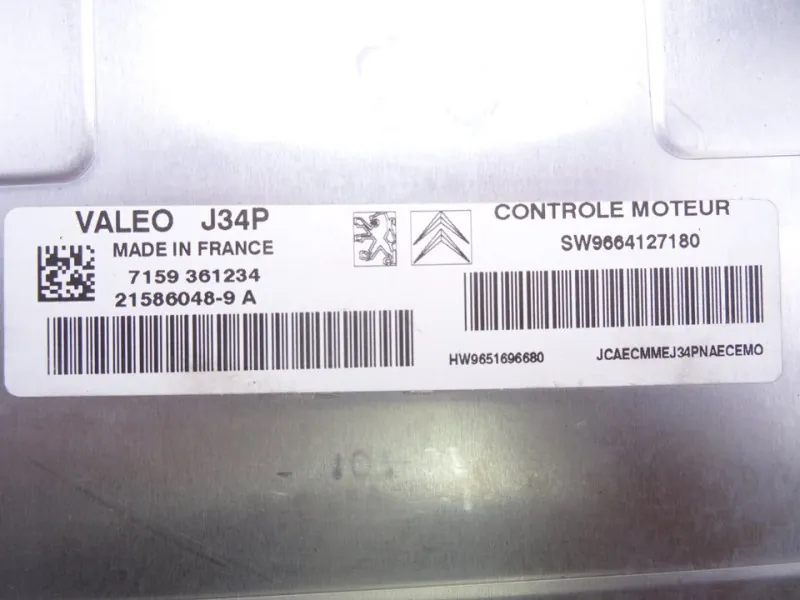 VALEO J34P
MADE IN FRANCE
7159 361234
21586048-9 A
CONTROLE MOTEUR
SW9664127180
HW9651696680
JCAECMMEJ34PNAECEMO